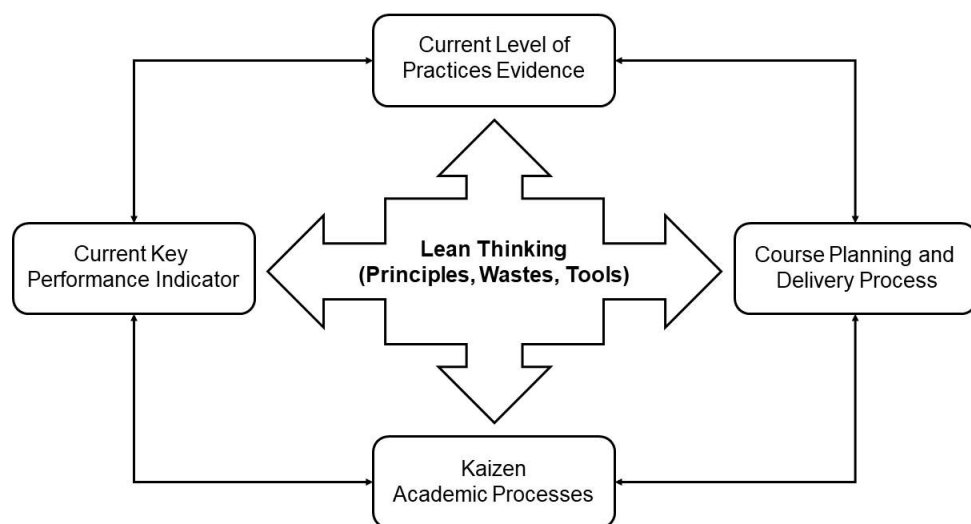 Current Level of
Practices Evidence
Current Key
Performance Indicator
Lean Thinking
(Principles, Wastes, Tools)
Course Planning and
Delivery Process
Kaizen
Academic Processes